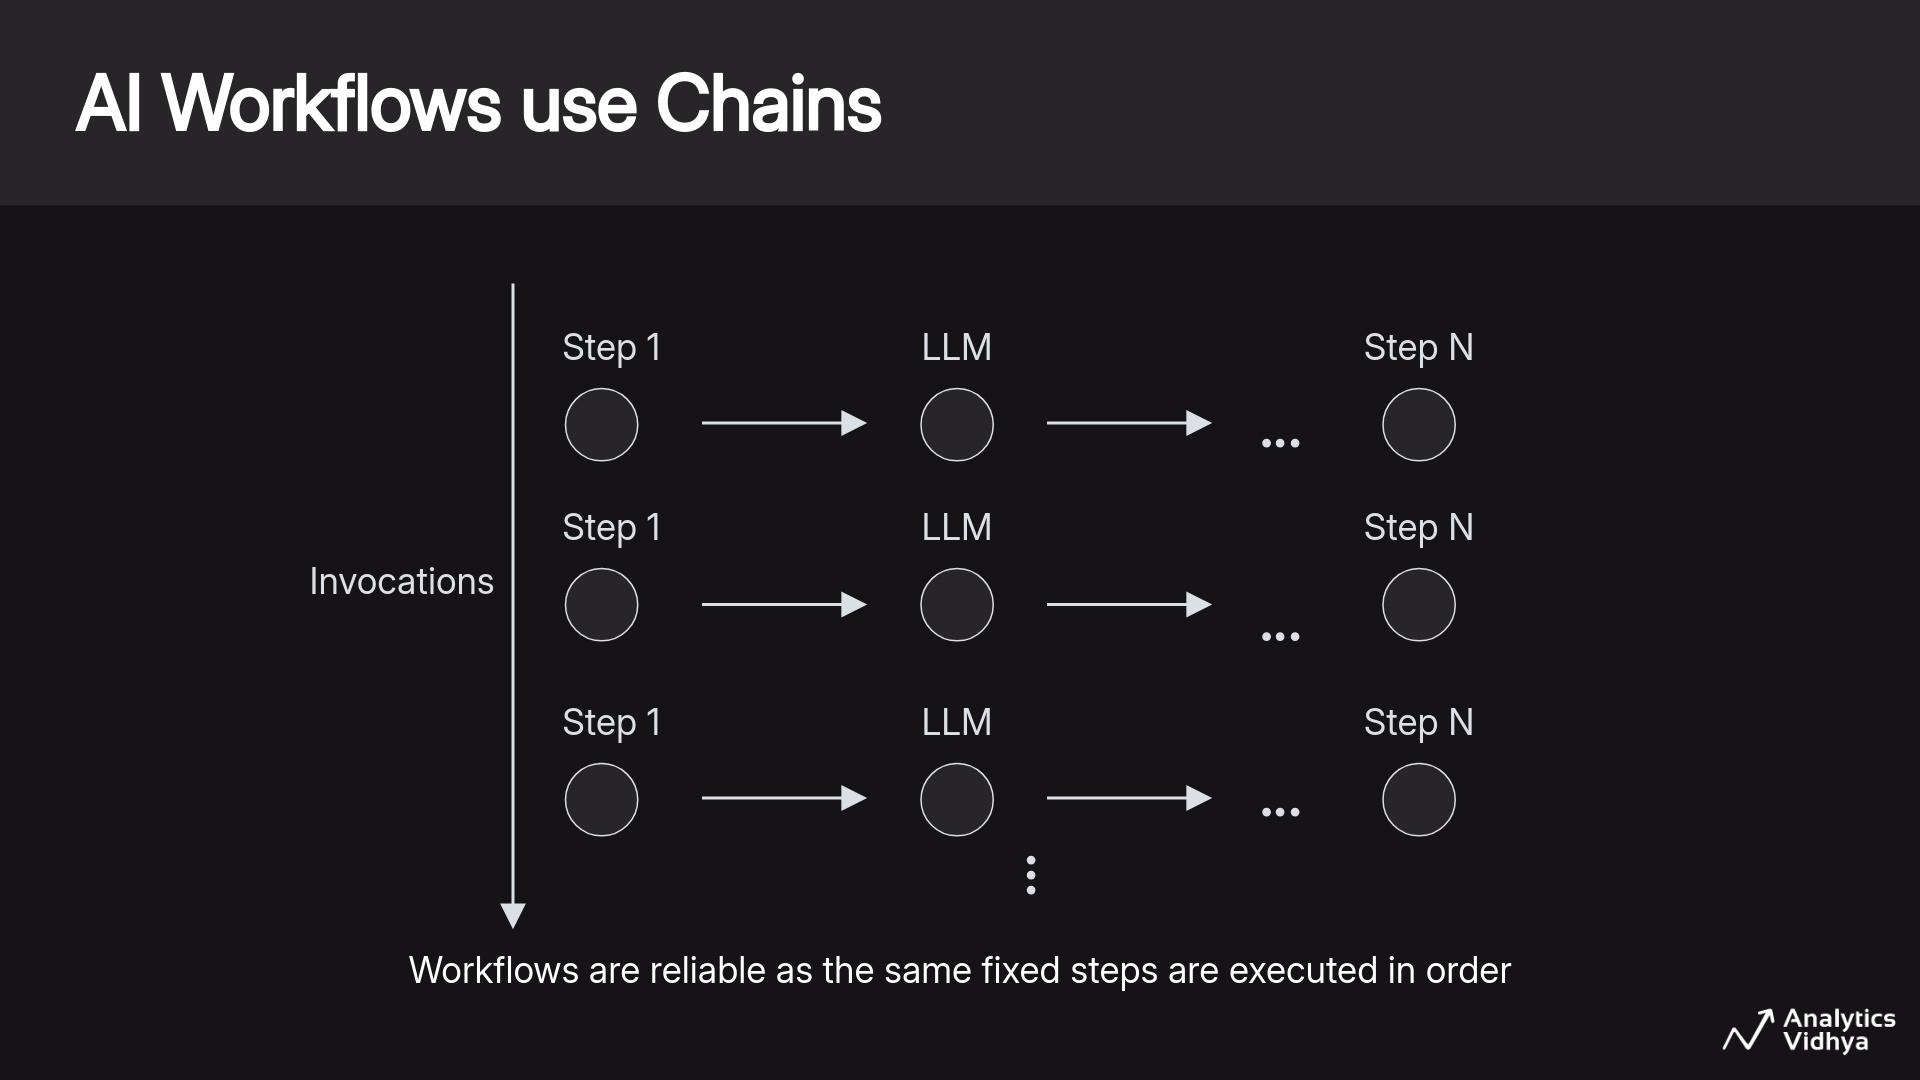 AI Workflows use Chains
Step 1 LLM Step N
...
Step 1 LLM Step N
Invocations
...
Step 1 LLM Step N
...
Workflows are reliable as the same fixed steps are executed in order
Analytics
Vidhya